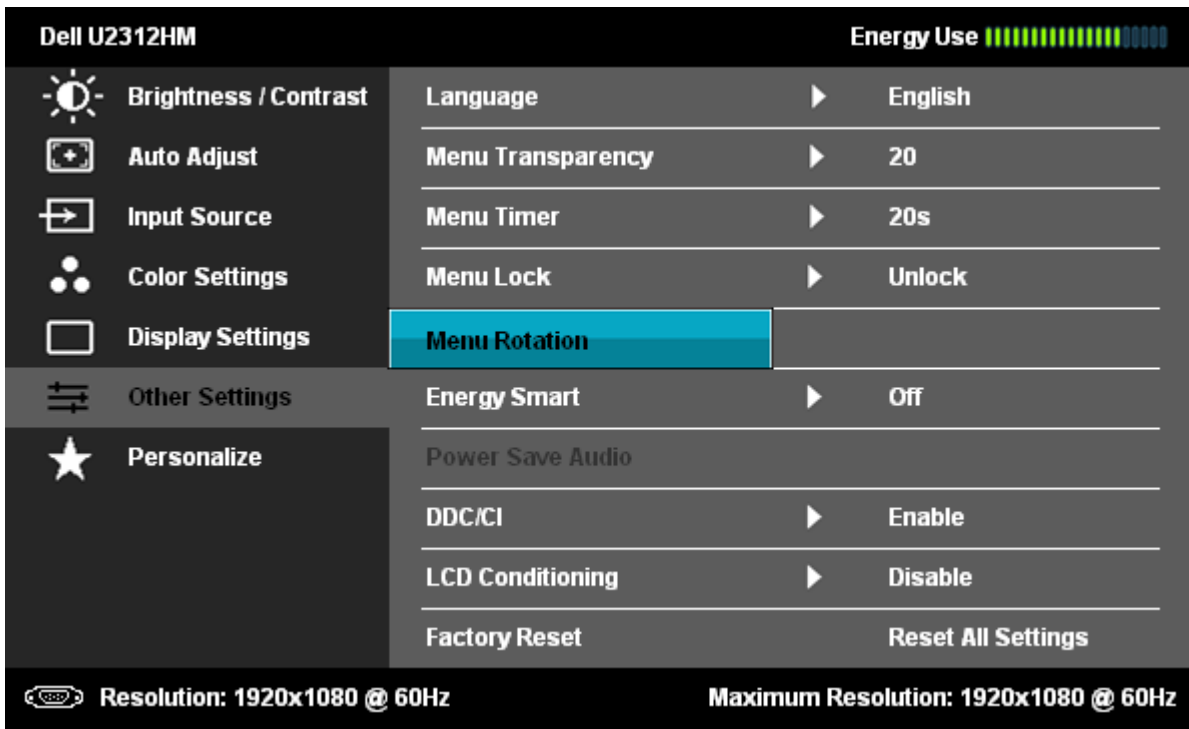 Dell U2312HM Energy Use
Brightness / Contrast Language English
Auto Adjust Menu Transparency 20
Input Source Menu Timer 20s
Color Settings Menu Lock Unlock
Display Settings Menu Rotation
Other Settings Energy Smart Off
Personalize Power Save Audio
DDC/CI Enable
LCD Conditioning Disable
Factory Reset Reset All Settings
Resolution: 1920x1080 @ 60Hz Maximum Resolution: 1920x1080 @ 60Hz